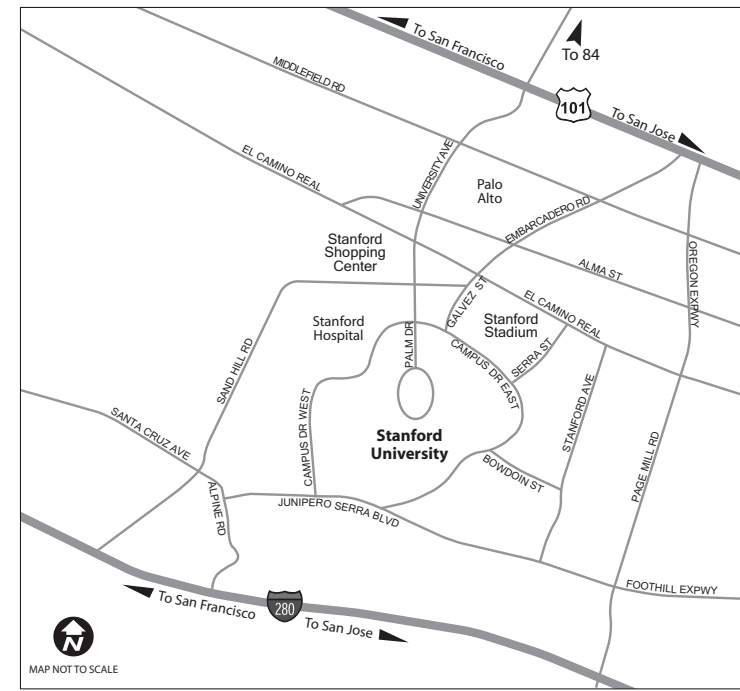 To San Francisco
To 84
101
To San Jose
MIDDLEFIELD RD
EL CAMINO REAL
UNIVERSITY AVE
Palo
Alto
EMBARCADERO RD
Stanford
Shopping
Center
ALMA ST
OREGON EXPWY
GALVEZ ST
EL CAMINO REAL
Stanford
Hospital
PALM DR
Stanford
Stadium
SERRA ST
CAMPUS DR EAST
SAND HILL RD
STANFORD AVE
CAMPUS DR WEST
SANTA CRUZ AVE
Stanford
University
BOWDOIN ST
PAGE MILL RD
ALPINE RD
JUNIPERO SERRA BLVD
FOOTHILL EXPWY
To San Francisco
280
To San Jose
N
MAP NOT TO SCALE